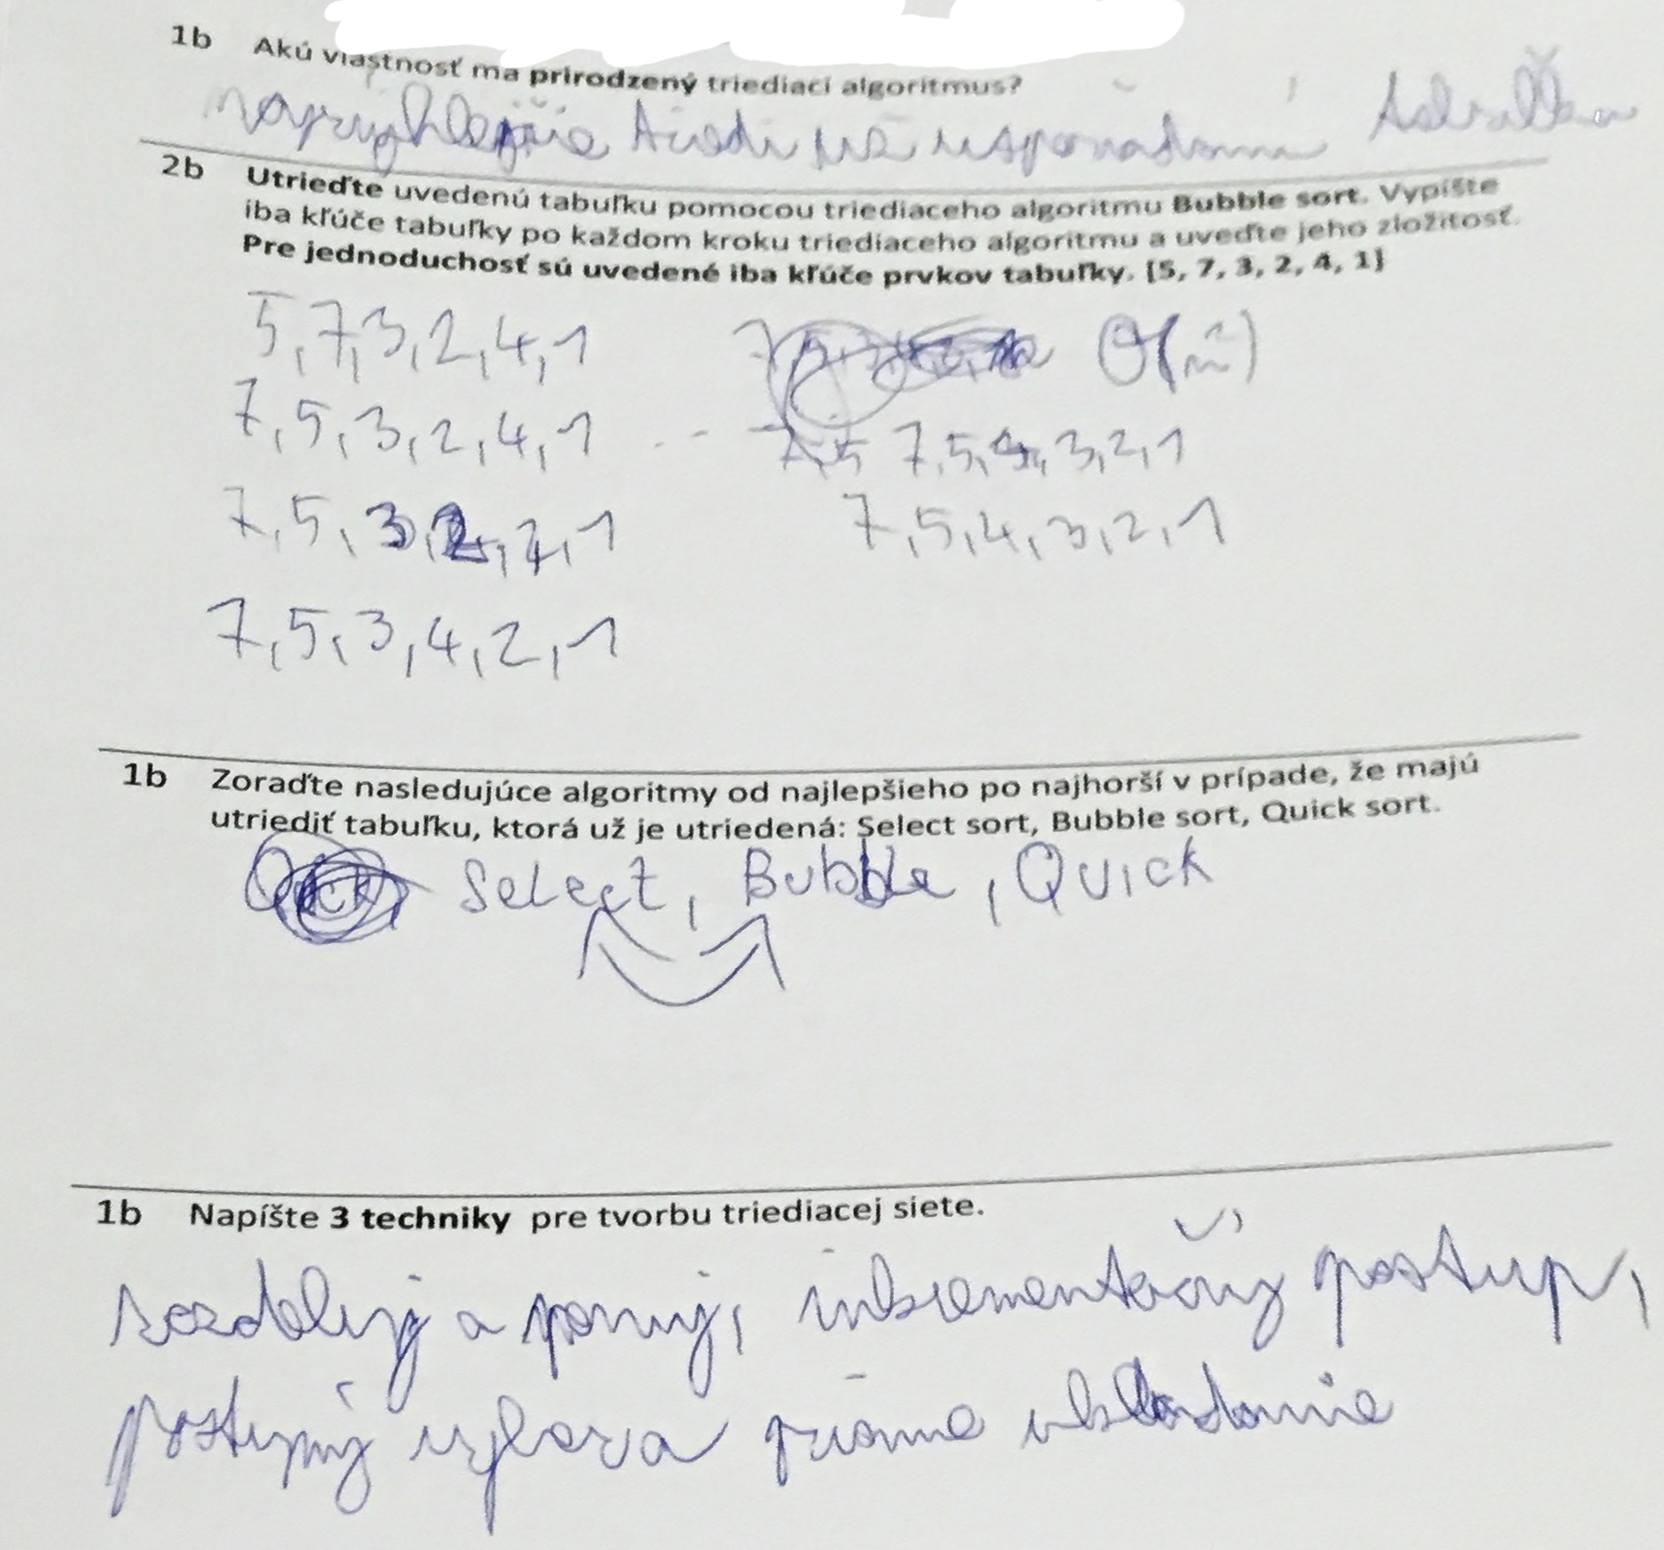 1b Akú vlastnosť ma prirodzený triediaci algoritmus?
najrýchlejšie triedi už usporiadanú tabuľku
2b Utrieďte uvedenú tabuľku pomocou triediaceho algoritmu Bubble sort. Vypíšte
iba kľúče tabuľky po každom kroku triediaceho algoritmu a uveďte jeho zložitosť.
Pre jednoduchosť sú uvedené iba kľúče prvkov tabuľky. {5, 7, 3, 2, 4, 1}
5,7,3,2,4,1 O(n²)
7,5,3,2,4,1 7,5,4,3,2,1
7,5,3,2,1 7,5,4,3,2,1
7,5,3,4,2,1
1b Zoraďte nasledujúce algoritmy od najlepšieho po najhorší v prípade, že majú
utriediť tabuľku, ktorá už je utriedená: Select sort, Bubble sort, Quick sort.
Select, Bubble, Quick
1b Napíšte 3 techniky pre tvorbu triediacej siete.
rozdeľuj a panuj, inkrementačný postup,
postupný výber a priame vkladanie